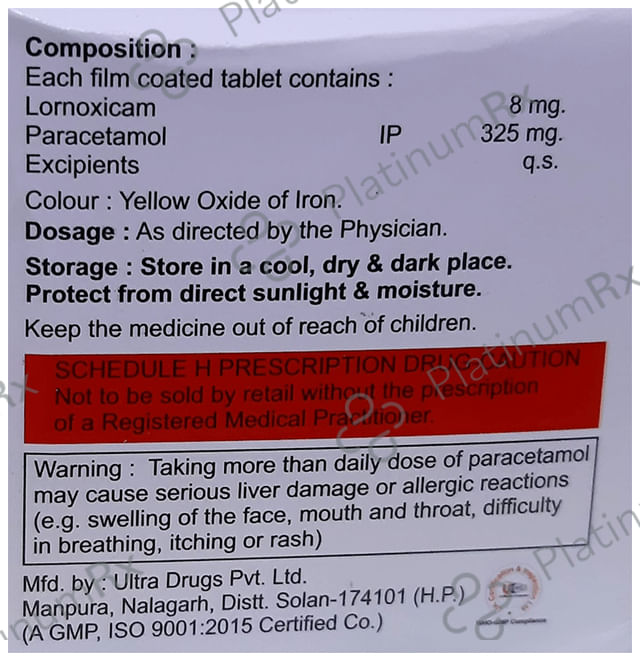 Composition :
Each film coated tablet contains :
Lornoxicam 8 mg.
Paracetamol IP 325 mg.
Excipients q.s.
Colour : Yellow Oxide of Iron.
Dosage : As directed by the Physician.
Storage : Store in a cool, dry & dark place.
Protect from direct sunlight & moisture.
Keep the medicine out of reach of children.
SCHEDULE H PRESCRIPTION DRUG-CAUTION
Not to be sold by retail without the prescription
of a Registered Medical Practitioner.
Warning : Taking more than daily dose of paracetamol
may cause serious liver damage or allergic reactions
(e.g. swelling of the face, mouth and throat, difficulty
in breathing, itching or rash)
Mfd. by : Ultra Drugs Pvt. Ltd.
Manpura, Nalagarh, Distt. Solan-174101 (H.P.)
(A GMP, ISO 9001:2015 Certified Co.)
PlatinumRx
PlatinumRx